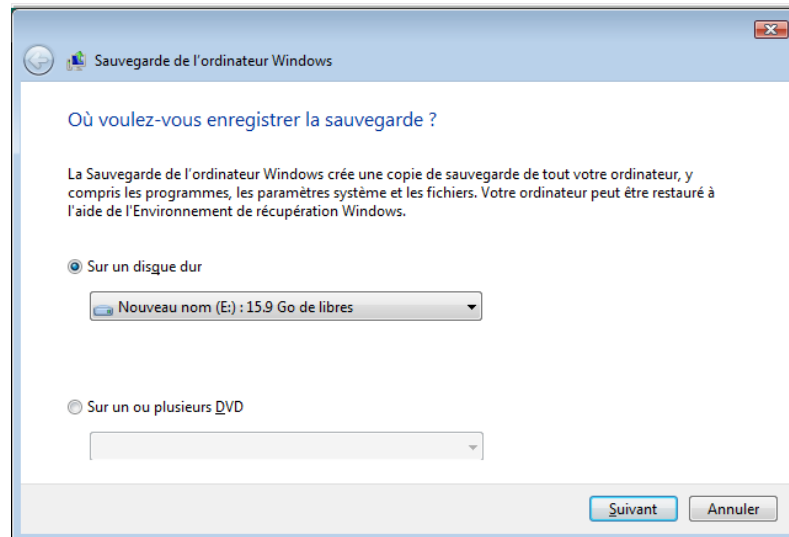 Sauvegarde de l'ordinateur Windows
Où voulez-vous enregistrer la sauvegarde ?
La Sauvegarde de l'ordinateur Windows crée une copie de sauvegarde de tout votre ordinateur, y
compris les programmes, les paramètres système et les fichiers. Votre ordinateur peut être restauré à
l'aide de l'Environnement de récupération Windows.
Sur un disque dur
Nouveau nom (E:) : 15.9 Go de libres
Sur un ou plusieurs DVD
Suivant
Annuler